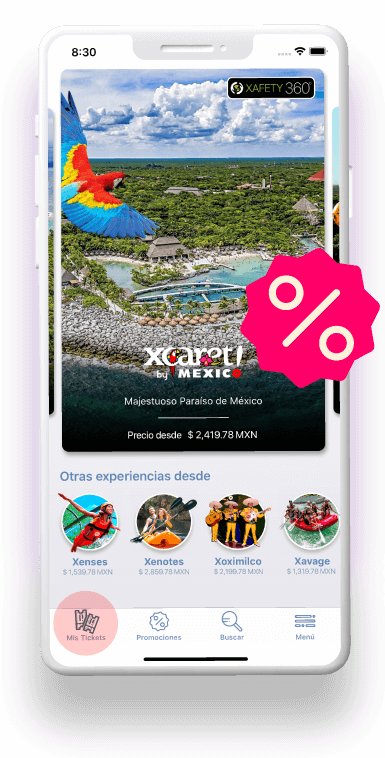 8:30
XAFETY 360°
xcaret!
by MEXICO
Majestuoso Paraíso de México
Precio desde $ 2,419.78 MXN
%
Otras experiencias desde
Xenses Xenotes Xoximilco Xavage
$ 1,539.78 MXN $ 2,859.78 MXN $ 2,199.78 MXN $ 1,319.78 MXN
Mis Tickets Promociones Buscar Menú